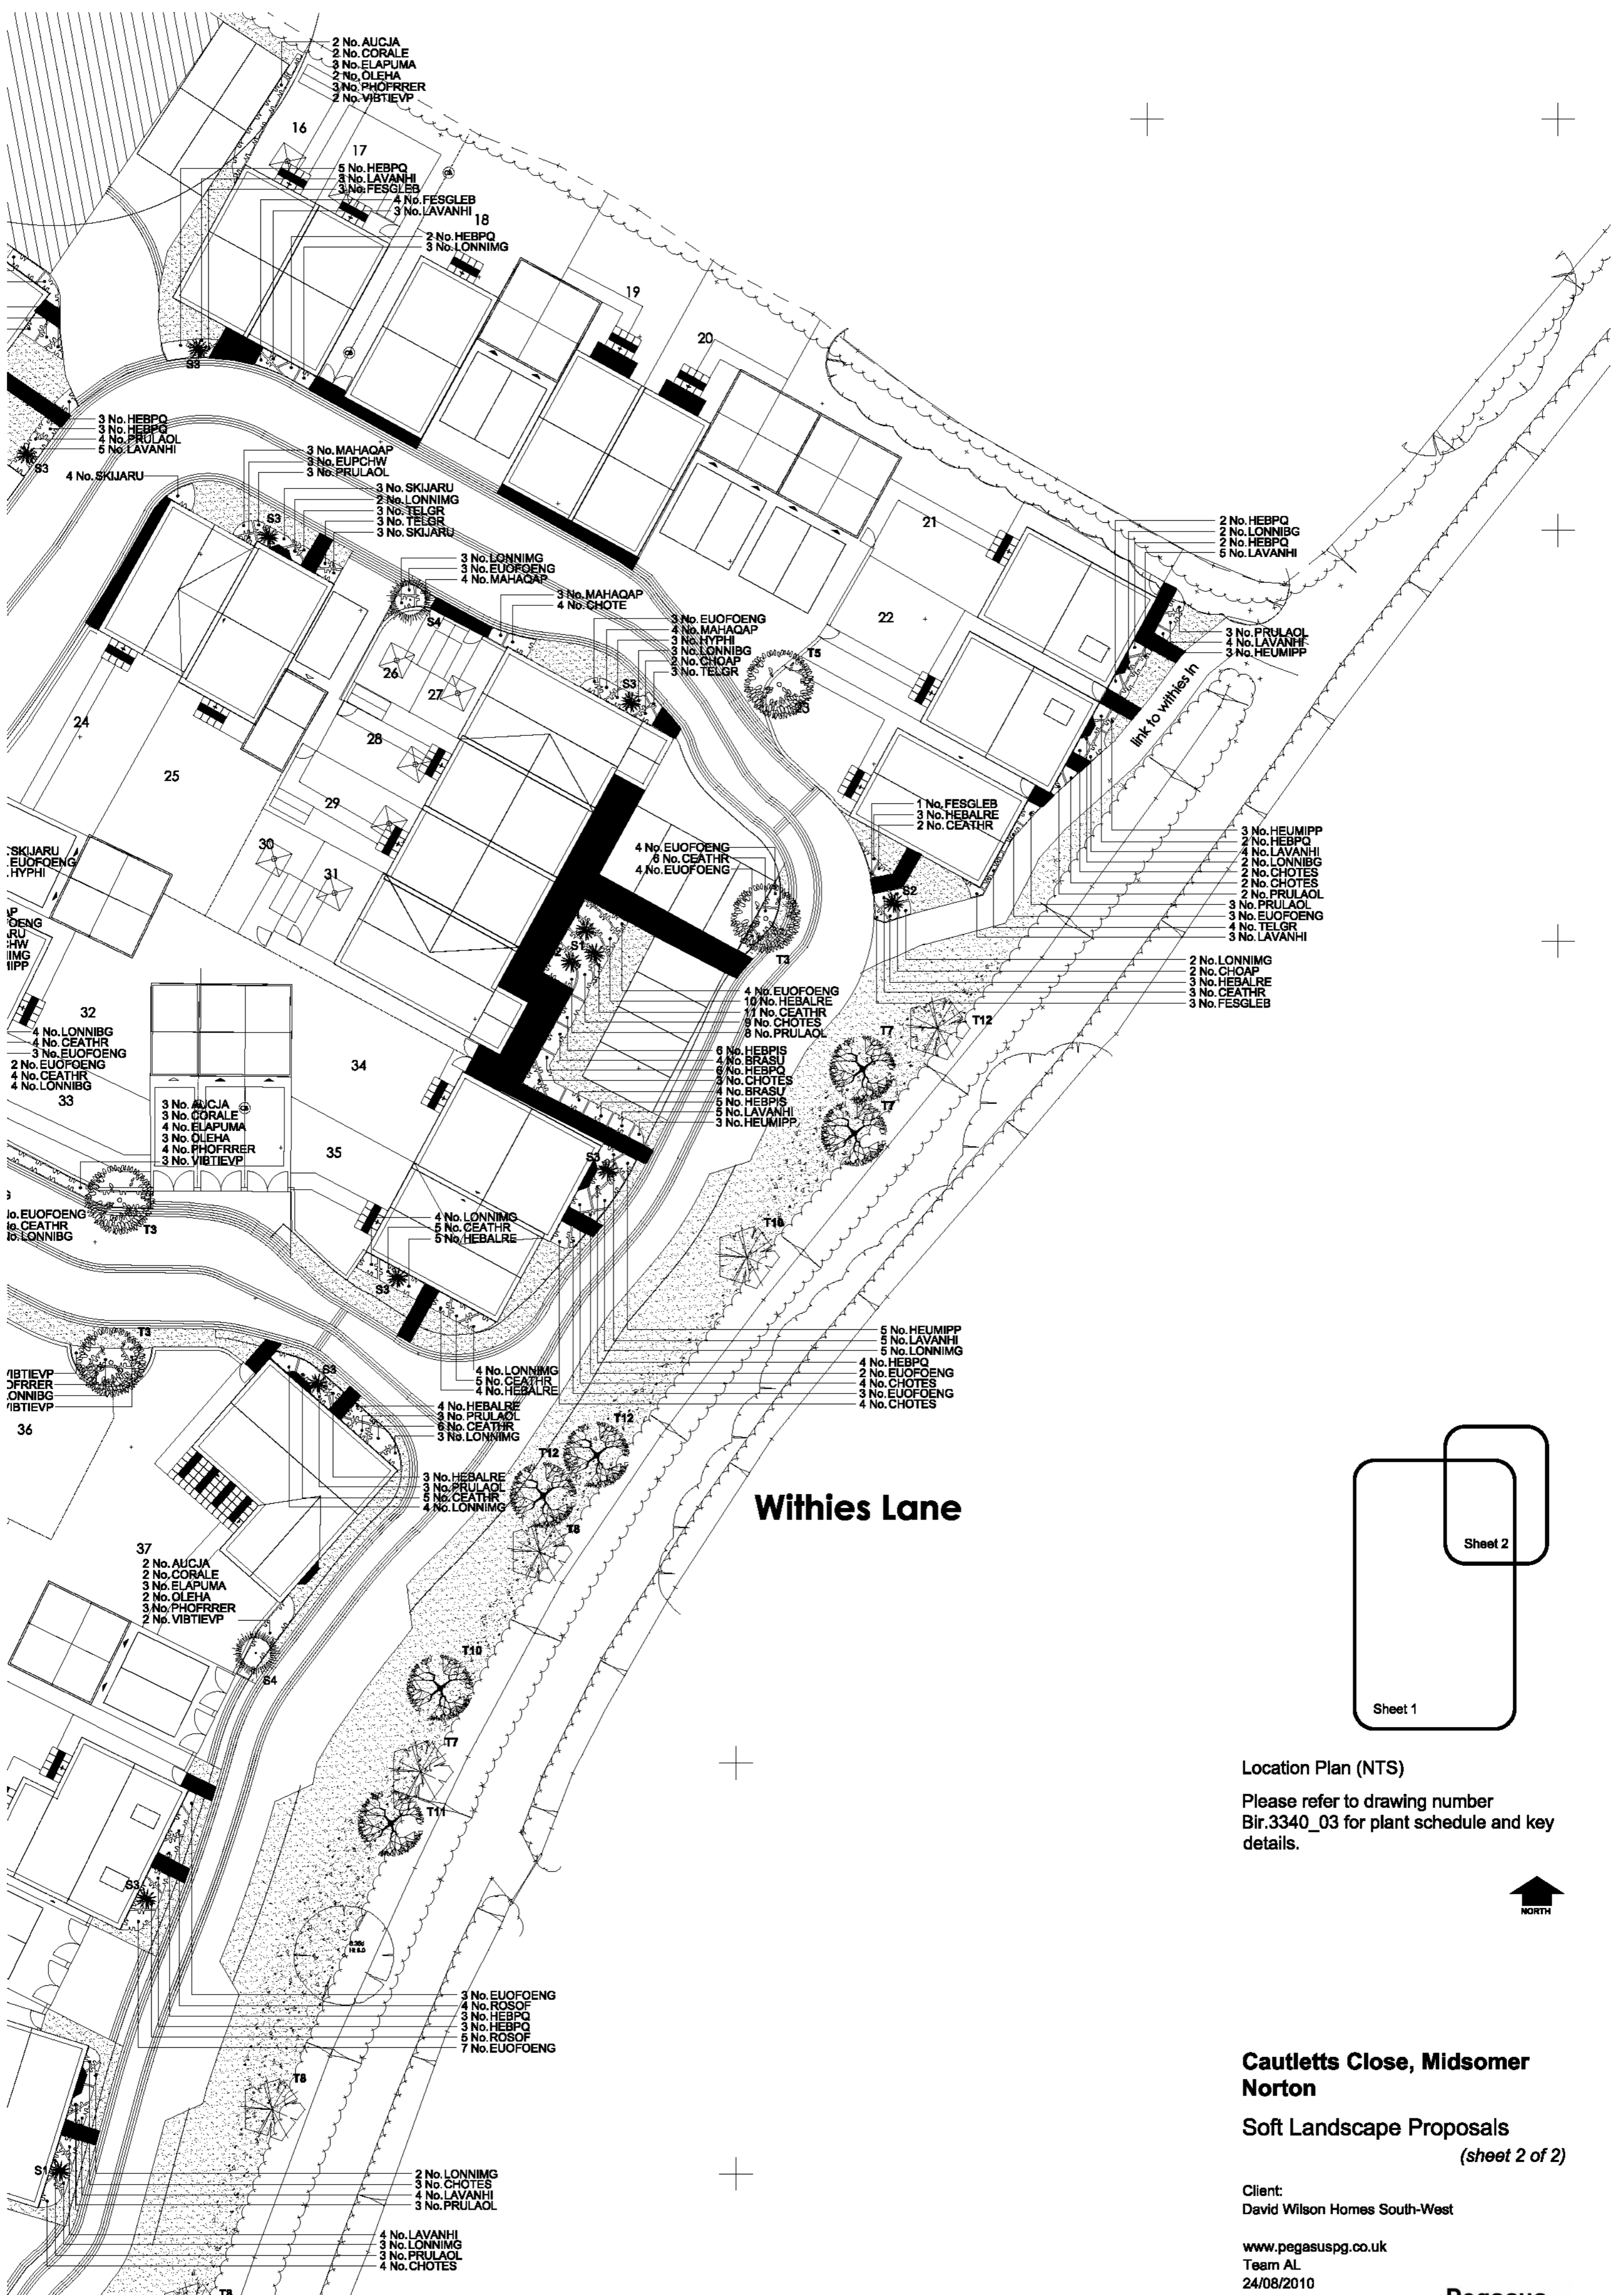 2 No. AUCJA
2 No. CORALE
3 No. ELAPUMA
2 No. OLEHA
3 No. PHOFRRER
2 No. VIBTIEVP
16
17
5 No. HEBPQ
3 No. LAVANHI
3 No. FESGLEB
4 No. FESGLEB
3 No. LAVANHI
18
2 No. HEBPQ
3 No. LONNIMG
19
20
S3
3 No. HEBPQ
3 No. HEBPQ
4 No. PRULAOL
5 No. LAVANHI
S3
4 No. SKIJARU
3 No. MAHAQAP
3 No. EUPCHW
3 No. PRULAOL
3 No. SKIJARU
2 No. LONNIMG
3 No. TELGR
3 No. TELGR
3 No. SKIJARU
S3
3 No. LONNIMG
3 No. EUOFOENG
4 No. MAHAQAP
S4
3 No. MAHAQAP
4 No. CHOTE
3 No. EUOFOENG
4 No. MAHAQAP
3 No. HYPHI
3 No. LONNIBG
2 No. CHOAP
3 No. TELGR
S3
T5
21
22
23
2 No. HEBPQ
2 No. LONNIBG
2 No. HEBPQ
5 No. LAVANHI
3 No. PRULAOL
4 No. LAVANHI
3 No. HEUMIPP
link to withies ln
24
25
26
27
28
29
30
31
1 No. FESGLEB
3 No. HEBALRE
2 No. CEATHR
S2
3 No. HEUMIPP
2 No. HEBPQ
4 No. LAVANHI
2 No. LONNIBG
2 No. CHOTES
2 No. CHOTES
2 No. PRULAOL
3 No. PRULAOL
3 No. EUOFOENG
4 No. TELGR
3 No. LAVANHI
2 No. LONNIMG
2 No. CHOAP
3 No. HEBALRE
3 No. CEATHR
3 No. FESGLEB
4 No. EUOFOENG
6 No. CEATHR
4 No. EUOFOENG
T3
S1
.SKIJARU
EUOFOENG
.HYPHI
AP
FOENG
RU
HW
IMG
MIPP
4 No. EUOFOENG
10 No. HEBALRE
11 No. CEATHR
9 No. CHOTES
8 No. PRULAOL
6 No. HEBPIS
4 No. BRASU
6 No. HEBPQ
3 No. CHOTES
4 No. BRASU
5 No. HEBPIS
5 No. LAVANHI
3 No. HEUMIPP
T12
T7
T7
32
4 No. LONNIBG
4 No. CEATHR
3 No. EUOFOENG
2 No. EUOFOENG
4 No. CEATHR
4 No. LONNIBG
33
34
35
3 No. AUCJA
3 No. CORALE
4 No. ELAPUMA
3 No. OLEHA
4 No. PHOFRRER
3 No. VIBTIEVP
T3
lo. EUOFOENG
lo. CEATHR
lo. LONNIBG
4 No. LONNIMG
5 No. CEATHR
5 No. HEBALRE
S3
S3
T10
5 No. HEUMIPP
5 No. LAVANHI
5 No. LONNIMG
4 No. HEBPQ
2 No. EUOFOENG
4 No. CHOTES
3 No. EUOFOENG
4 No. CHOTES
T3
4 No. LONNIMG
5 No. CEATHR
4 No. HEBALRE
S3
4 No. HEBALRE
3 No. PRULAOL
6 No. CEATHR
3 No. LONNIMG
VIBTIEVP
OFRRER
ONNIBG
VIBTIEVP
36
3 No. HEBALRE
3 No. PRULAOL
5 No. CEATHR
4 No. LONNIMG
T12
T12
T8
Withies Lane
Sheet 2
Sheet 1
37
2 No. AUCJA
2 No. CORALE
3 No. ELAPUMA
2 No. OLEHA
3 No. PHOFRRER
2 No. VIBTIEVP
S4
T10
T7
T11
Location Plan (NTS)
Please refer to drawing number
Bir.3340_03 for plant schedule and key
details.
NORTH
S3
3 No. EUOFOENG
4 No. ROSOF
3 No. HEBPQ
3 No. HEBPQ
5 No. ROSOF
7 No. EUOFOENG
T8
Cautletts Close, Midsomer
Norton
Soft Landscape Proposals
(sheet 2 of 2)
S1
2 No. LONNIMG
3 No. CHOTES
4 No. LAVANHI
3 No. PRULAOL
4 No. LAVANHI
3 No. LONNIMG
3 No. PRULAOL
4 No. CHOTES
T8
Client:
David Wilson Homes South-West
www.pegasuspg.co.uk
Team AL
24/08/2010
Pegasus